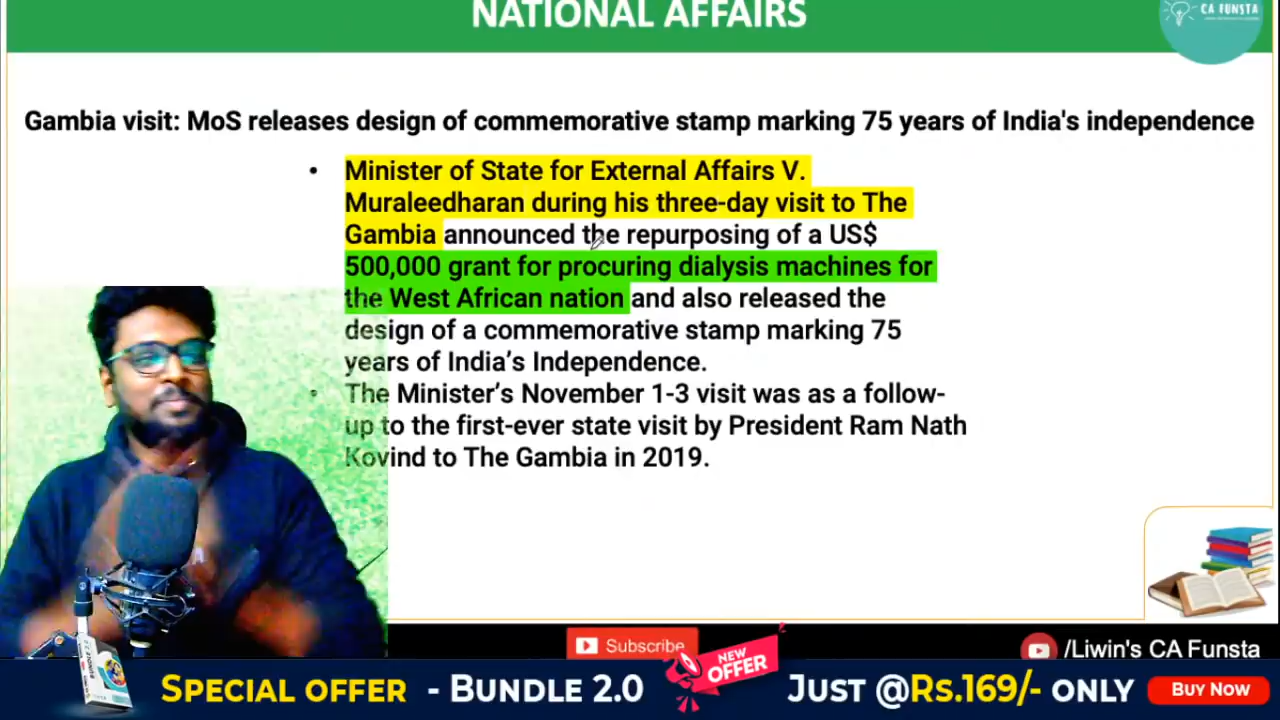 NATIONAL AFFAIRS
CA FUNSTA
Gambia visit: MoS releases design of commemorative stamp marking 75 years of India's independence
• Minister of State for External Affairs V.
Muraleedharan during his three-day visit to The
Gambia announced the repurposing of a US$
500,000 grant for procuring dialysis machines for
the West African nation and also released the
design of a commemorative stamp marking 75
years of India’s Independence.
• The Minister’s November 1-3 visit was as a follow-
up to the first-ever state visit by President Ram Nath
Kovind to The Gambia in 2019.
Subscribe
/Liwin's CA Funsta
BUNDLE 2.0
SPECIAL OFFER - BUNDLE 2.0
NEW
OFFER
JUST @Rs.169/- ONLY
Buy Now